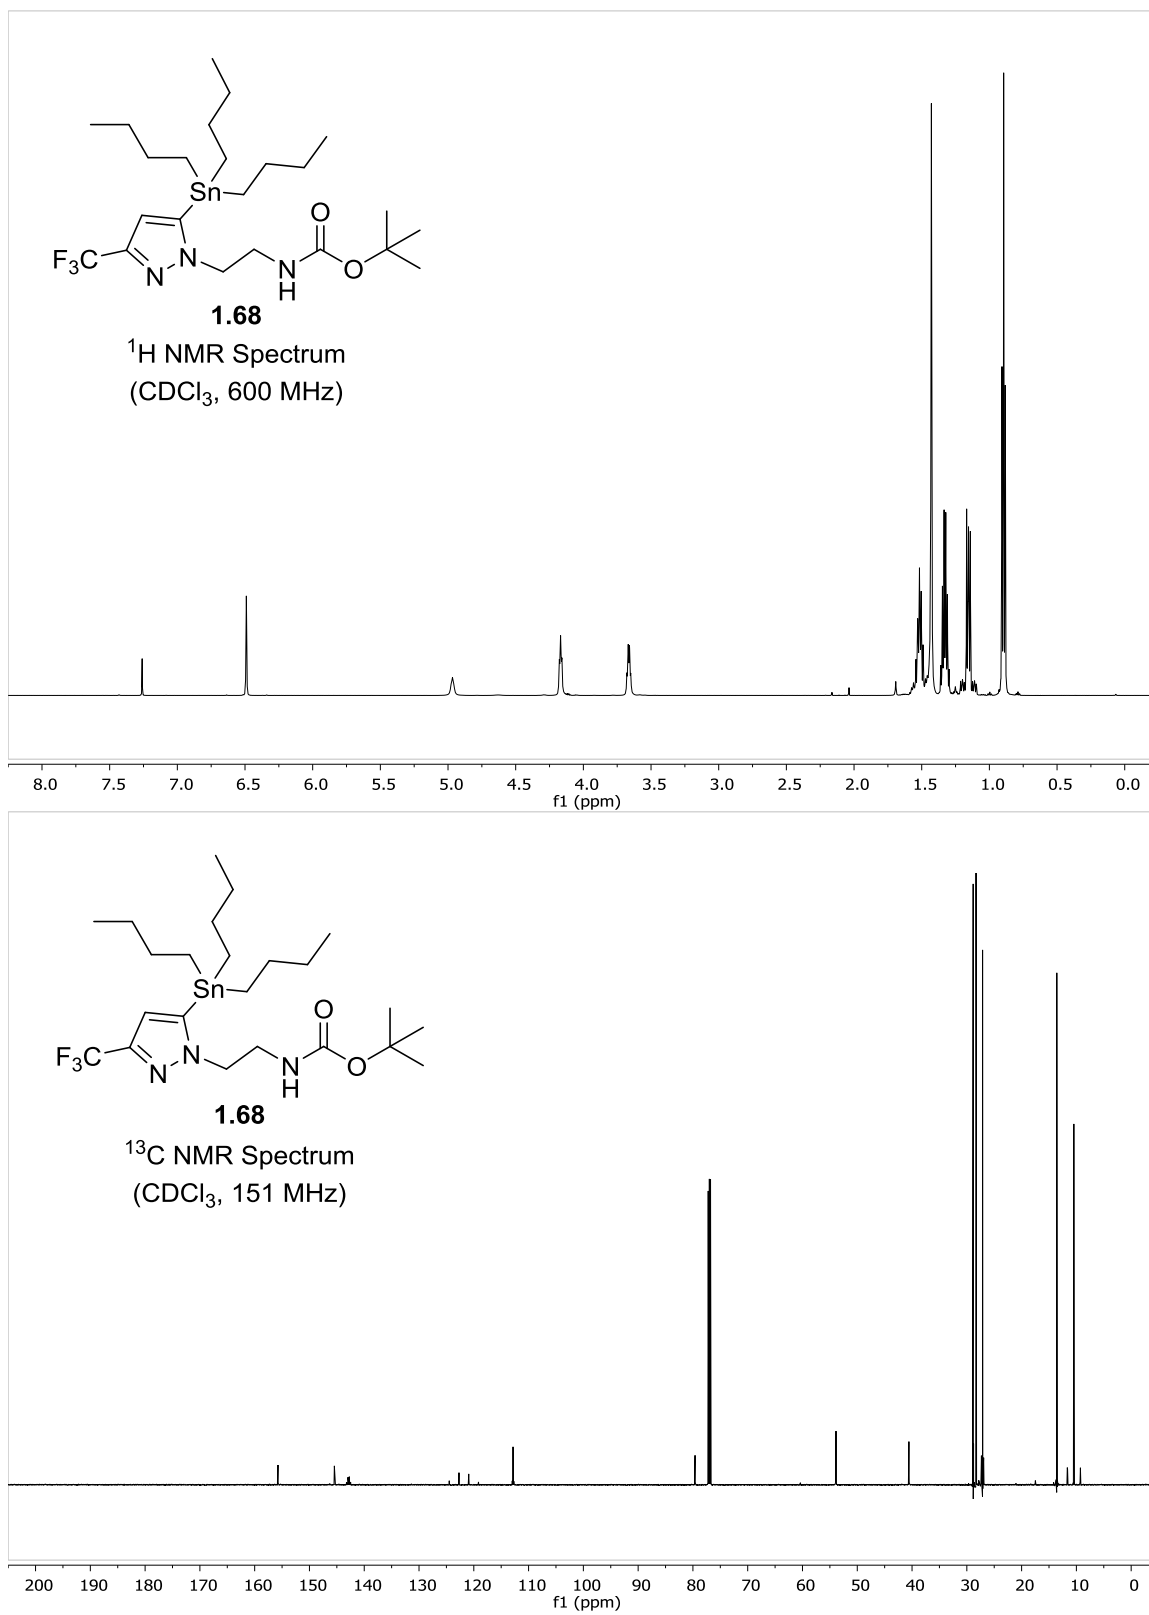 Sn
O
F₃C
N
N
N
H
O
1.68
¹H NMR Spectrum
(CDCl₃, 600 MHz)
8.0 7.5 7.0 6.5 6.0 5.5 5.0 4.5 4.0 3.5 3.0 2.5 2.0 1.5 1.0 0.5 0.0
f1 (ppm)
Sn
O
F₃C
N
N
N
H
O
1.68
¹³C NMR Spectrum
(CDCl₃, 151 MHz)
200 190 180 170 160 150 140 130 120 110 100 90 80 70 60 50 40 30 20 10 0
f1 (ppm)